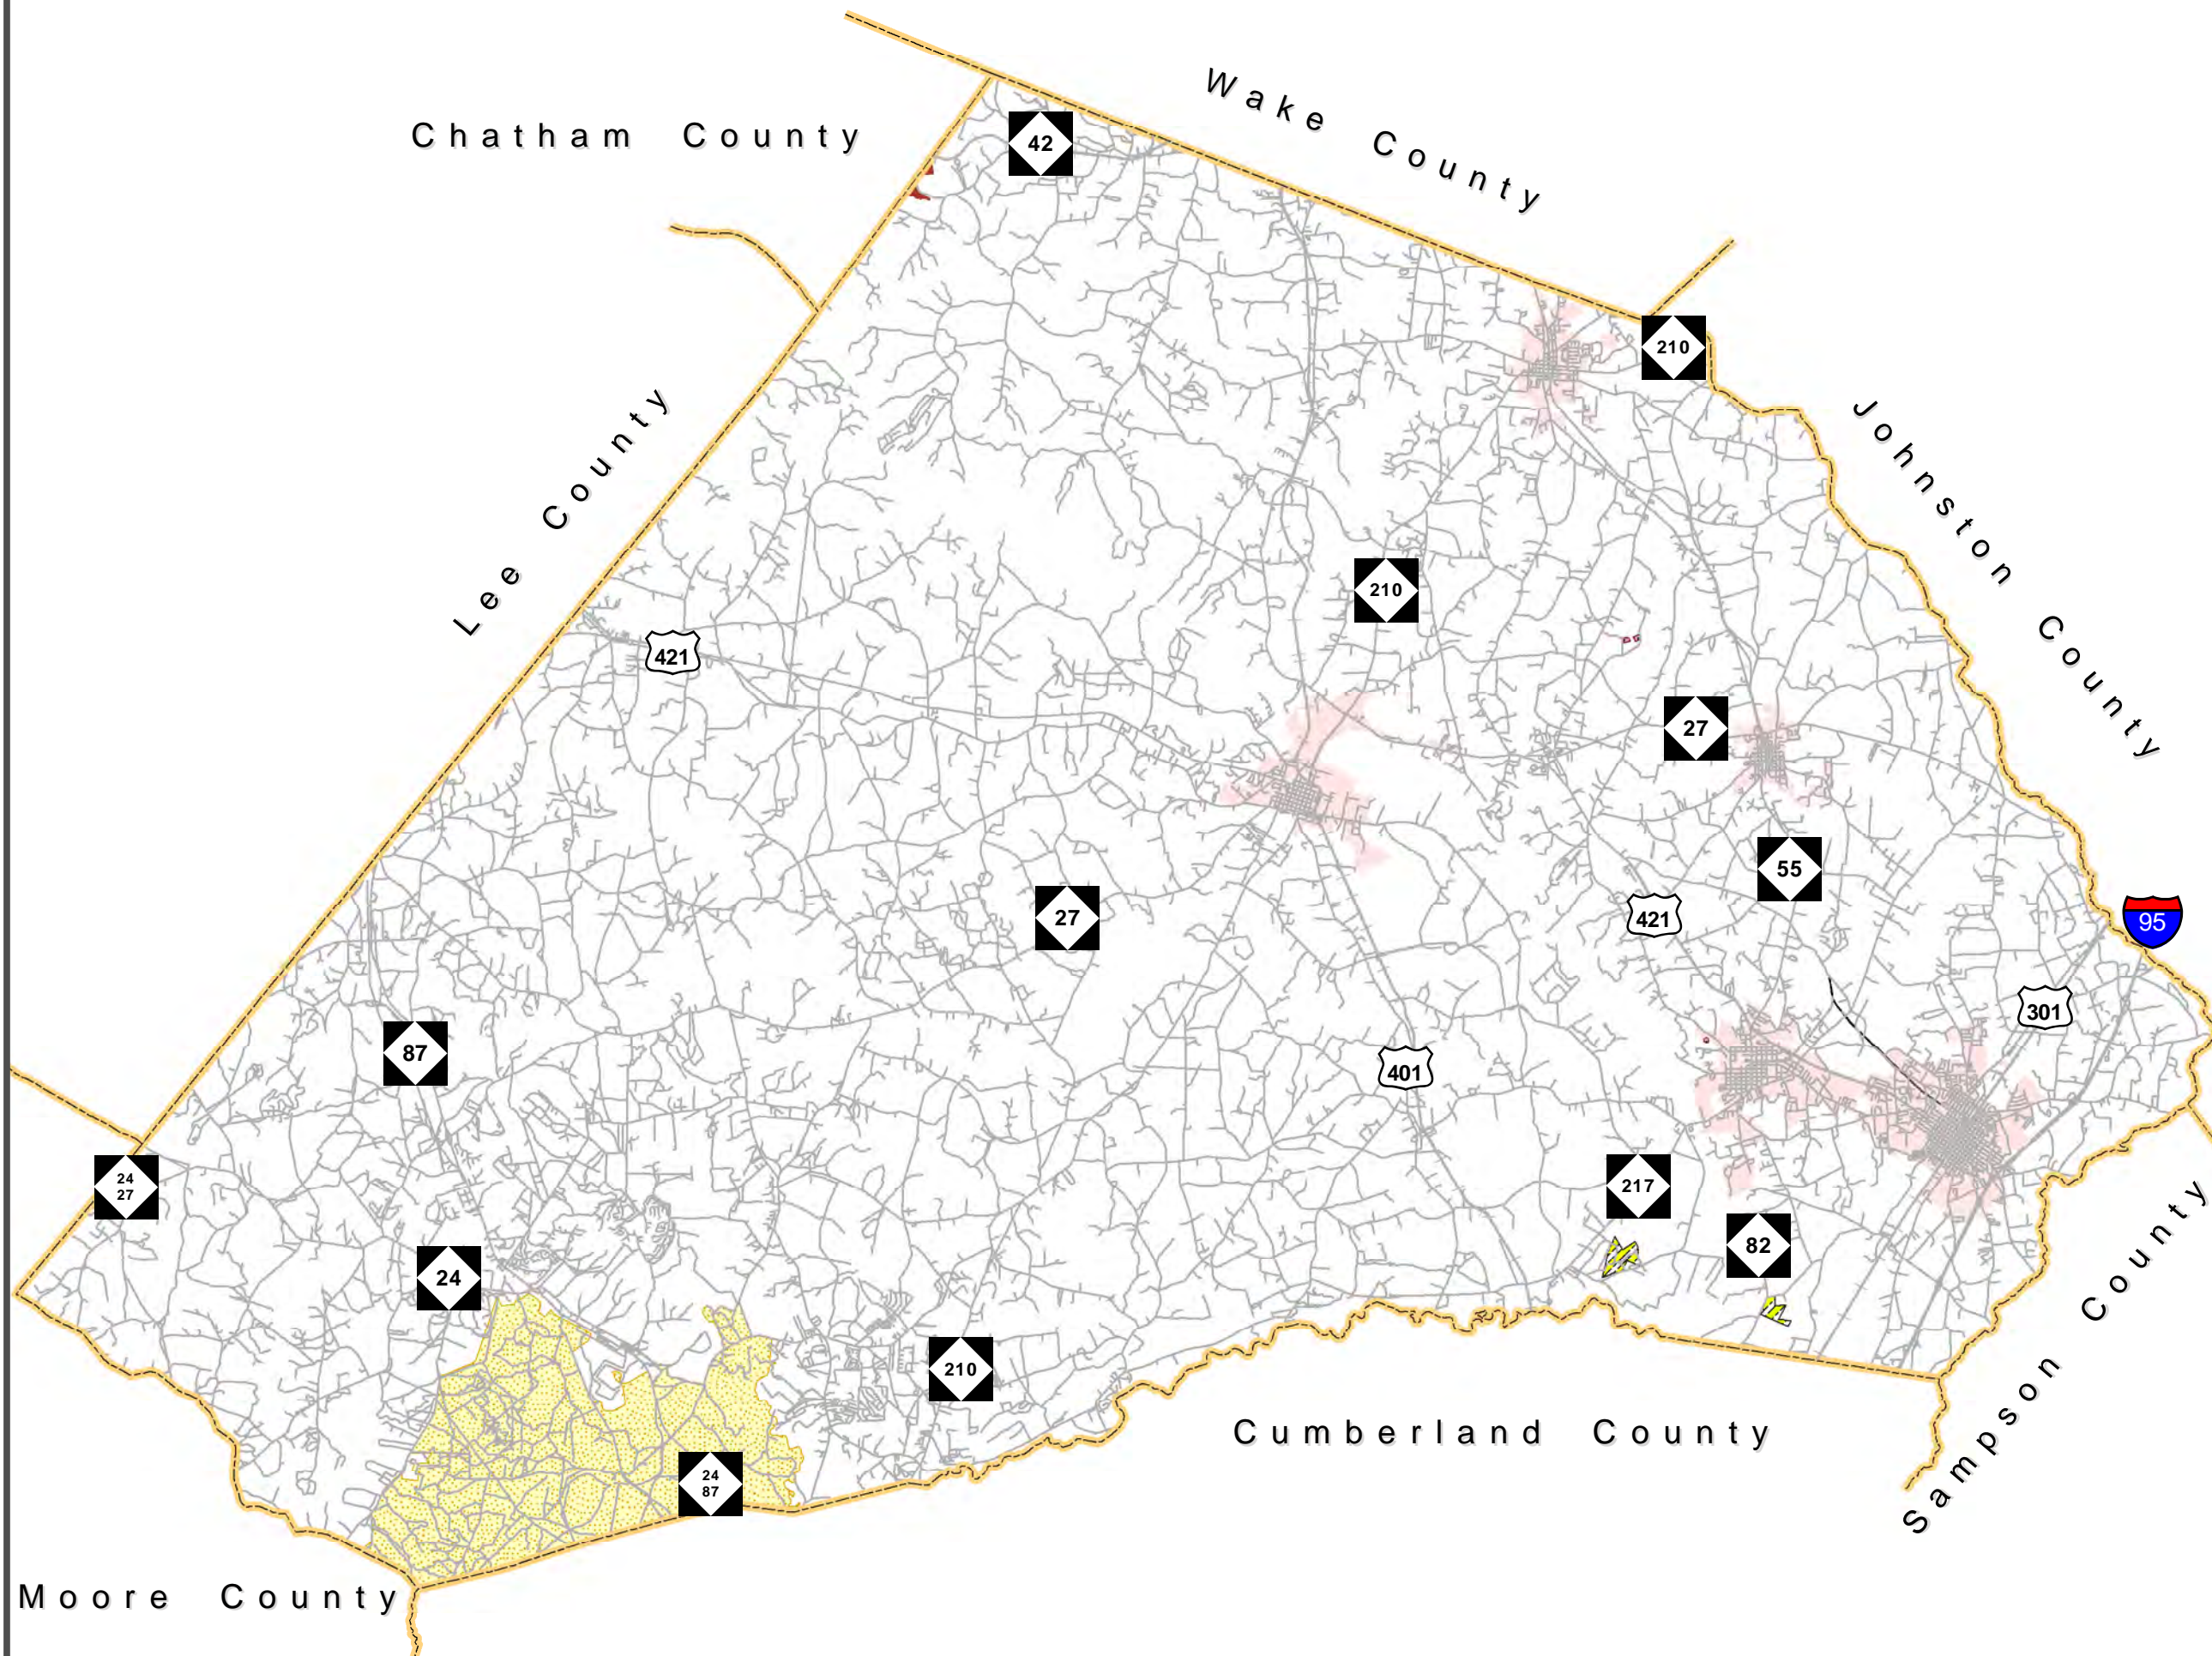 Wake County
Chatham County
42
210
Johnston County
Lee County
210
421
27
55
27
421
95
301
87
401
24
27
217
82
24
210
Sampson County
Cumberland County
24
87
Moore County